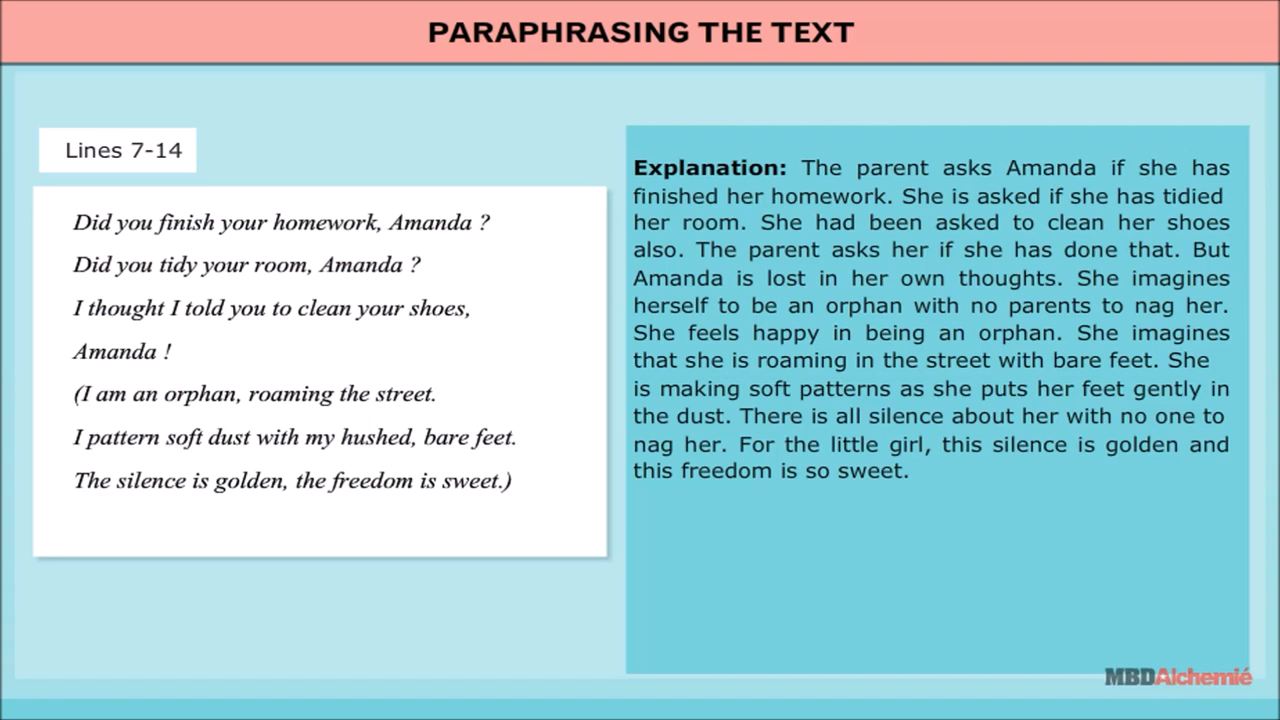 PARAPHRASING THE TEXT
Lines 7-14
Did you finish your homework, Amanda ?
Did you tidy your room, Amanda ?
I thought I told you to clean your shoes,
Amanda !
(I am an orphan, roaming the street.
I pattern soft dust with my hushed, bare feet.
The silence is golden, the freedom is sweet.)
Explanation: The parent asks Amanda if she has
finished her homework. She is asked if she has tidied
her room. She had been asked to clean her shoes
also. The parent asks her if she has done that. But
Amanda is lost in her own thoughts. She imagines
herself to be an orphan with no parents to nag her.
She feels happy in being an orphan. She imagines
that she is roaming in the street with bare feet. She
is making soft patterns as she puts her feet gently in
the dust. There is all silence about her with no one to
nag her. For the little girl, this silence is golden and
this freedom is so sweet.
MBDAlchemié